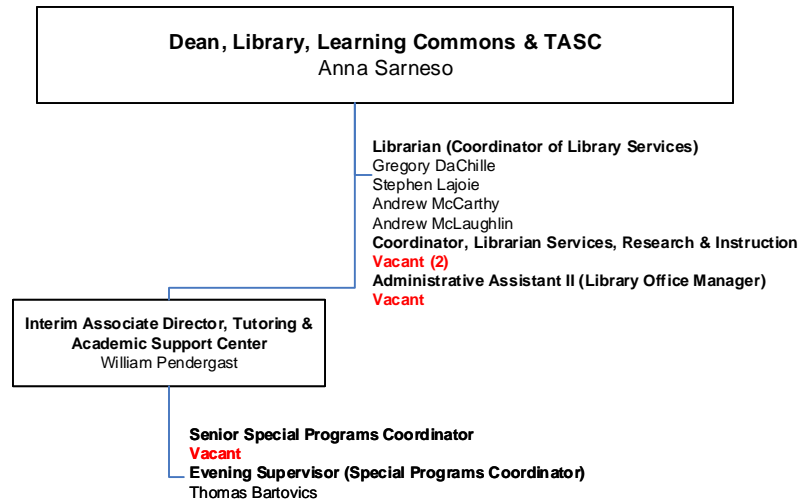 Dean, Library, Learning Commons & TASC
Anna Sarneso
Librarian (Coordinator of Library Services)
Gregory DaChille
Stephen Lajoie
Andrew McCarthy
Andrew McLaughlin
Coordinator, Librarian Services, Research & Instruction
Vacant (2)
Administrative Assistant II (Library Office Manager)
Vacant
Interim Associate Director, Tutoring &
Academic Support Center
William Pendergast
Senior Special Programs Coordinator
Vacant
Evening Supervisor (Special Programs Coordinator)
Thomas Bartovics